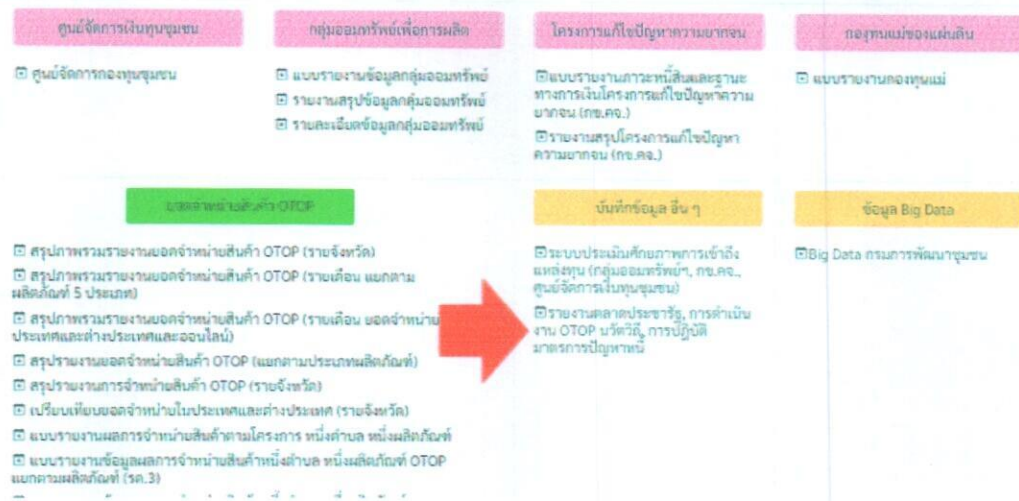 ศูนย์จัดการเงินทุนชุมชน
กลุ่มออมทรัพย์เพื่อการผลิต
โครงการแก้ไขปัญหาความยากจน
กองทุนแม่ของแผ่นดิน
ศูนย์จัดการกองทุนชุมชน
แบบรายงานข้อมูลกลุ่มออมทรัพย์
รายงานสรุปข้อมูลกลุ่มออมทรัพย์
รายละเอียดข้อมูลกลุ่มออมทรัพย์
แบบรายงานภาวะหนี้สินและฐานะ
ทางการเงินโครงการแก้ไขปัญหาความ
ยากจน (กข.คจ.)
รายงานสรุปโครงการแก้ไขปัญหา
ความยากจน (กข.คจ.)
แบบรายงานกองทุนแม่
ยอดจำหน่ายสินค้า OTOP
สรุปภาพรวมรายงานยอดจำหน่ายสินค้า OTOP (รายจังหวัด)
สรุปภาพรวมรายงานยอดจำหน่ายสินค้า OTOP (รายเดือน แยกตาม
ผลิตภัณฑ์ 5 ประเภท)
สรุปภาพรวมรายงานยอดจำหน่ายสินค้า OTOP (รายเดือน ยอดจำหน่าย
ประเทศและต่างประเทศและออนไลน์)
สรุปรายงานยอดจำหน่ายสินค้า OTOP (แยกตามประเภทผลิตภัณฑ์)
สรุปรายงานการจำหน่ายสินค้า OTOP (รายจังหวัด)
เปรียบเทียบยอดจำหน่ายในประเทศและต่างประเทศ (รายจังหวัด)
แบบรายงานผลการจำหน่ายสินค้าตามโครงการ หนึ่งตำบล หนึ่งผลิตภัณฑ์
แบบรายงานข้อมูลผลการจำหน่ายสินค้าหนึ่งตำบล หนึ่งผลิตภัณฑ์ OTOP
แยกตามผลิตภัณฑ์ (รด.3)
บันทึกข้อมูล อื่น ๆ
ระบบประเมินศักยภาพการเข้าถึง
แหล่งทุน (กลุ่มออมทรัพย์ฯ, กข.คจ.,
ศูนย์จัดการเงินทุนชุมชน)
รายงานตลาดประชารัฐ, การดำเนิน
งาน OTOP นวัตวิถี, การปฏิบัติ
มาตรการปัญหาหนี้
ข้อมูล Big Data
Big Data กรมการพัฒนาชุมชน